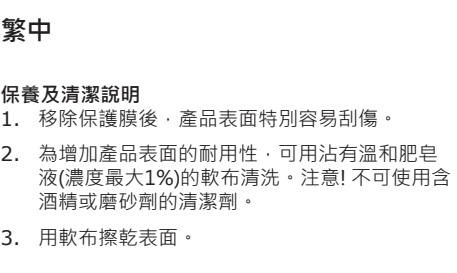 繁中
保養及清潔說明
1. 移除保護膜後，產品表面特別容易刮傷。
2. 為增加產品表面的耐用性，可用沾有溫和肥皂
液(濃度最大1%)的軟布清洗。注意! 不可使用含
酒精或磨砂劑的清潔劑。
3. 用軟布擦乾表面。